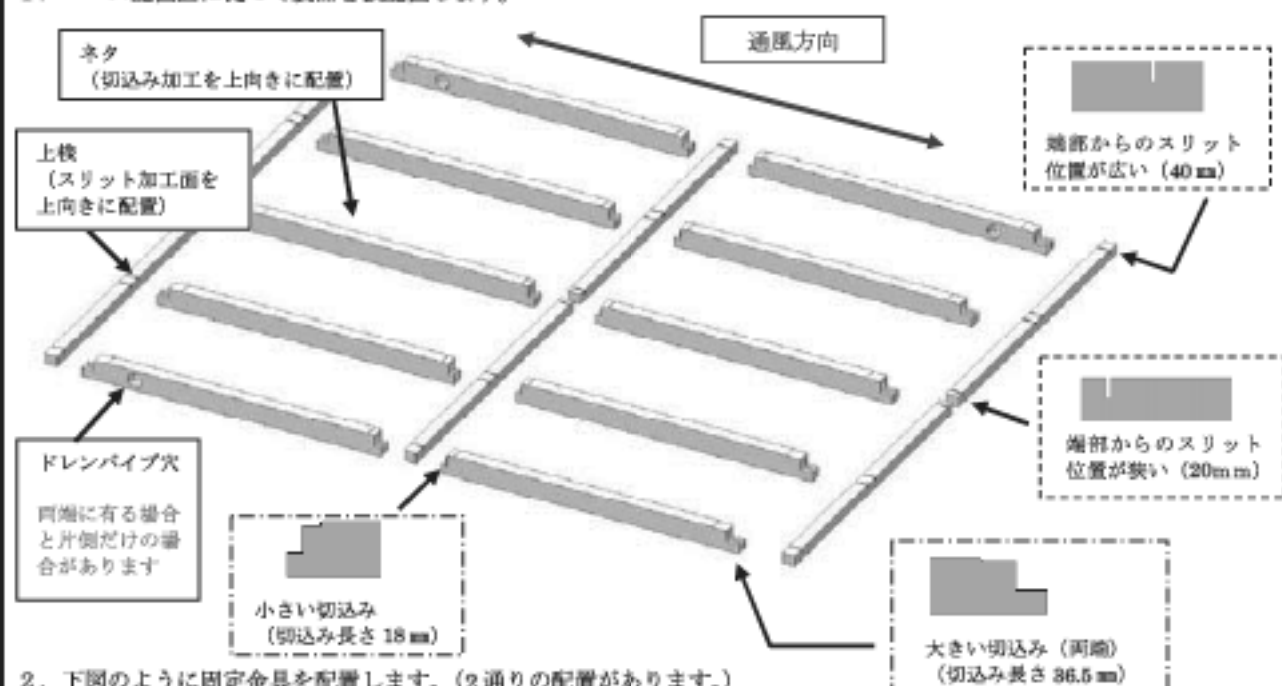 通風方向
ネタ
（切込み加工を上向きに配置）
上桟
（スリット加工面を
上向きに配置）
端部からのスリット
位置が広い（40㎜）
端部からのスリット
位置が狭い（20mm）
ドレンパイプ穴
両端に有る場合
と片側だけの場
合があります
小さい切込み
（切込み長さ18㎜）
大きい切込み（両端）
（切込み長さ36.5㎜）
2．下図のように固定金具を配置します。（2通りの配置があります。）